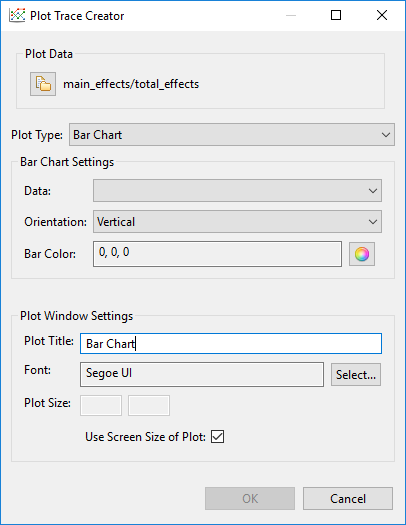 Plot Trace Creator
Plot Data
main_effects/total_effects
Plot Type: Bar Chart
Bar Chart Settings
Data:
Orientation: Vertical
Bar Color: 0, 0, 0
Plot Window Settings
Plot Title: Bar Chart
Font: Segoe UI Select...
Plot Size:
Use Screen Size of Plot:
OK Cancel